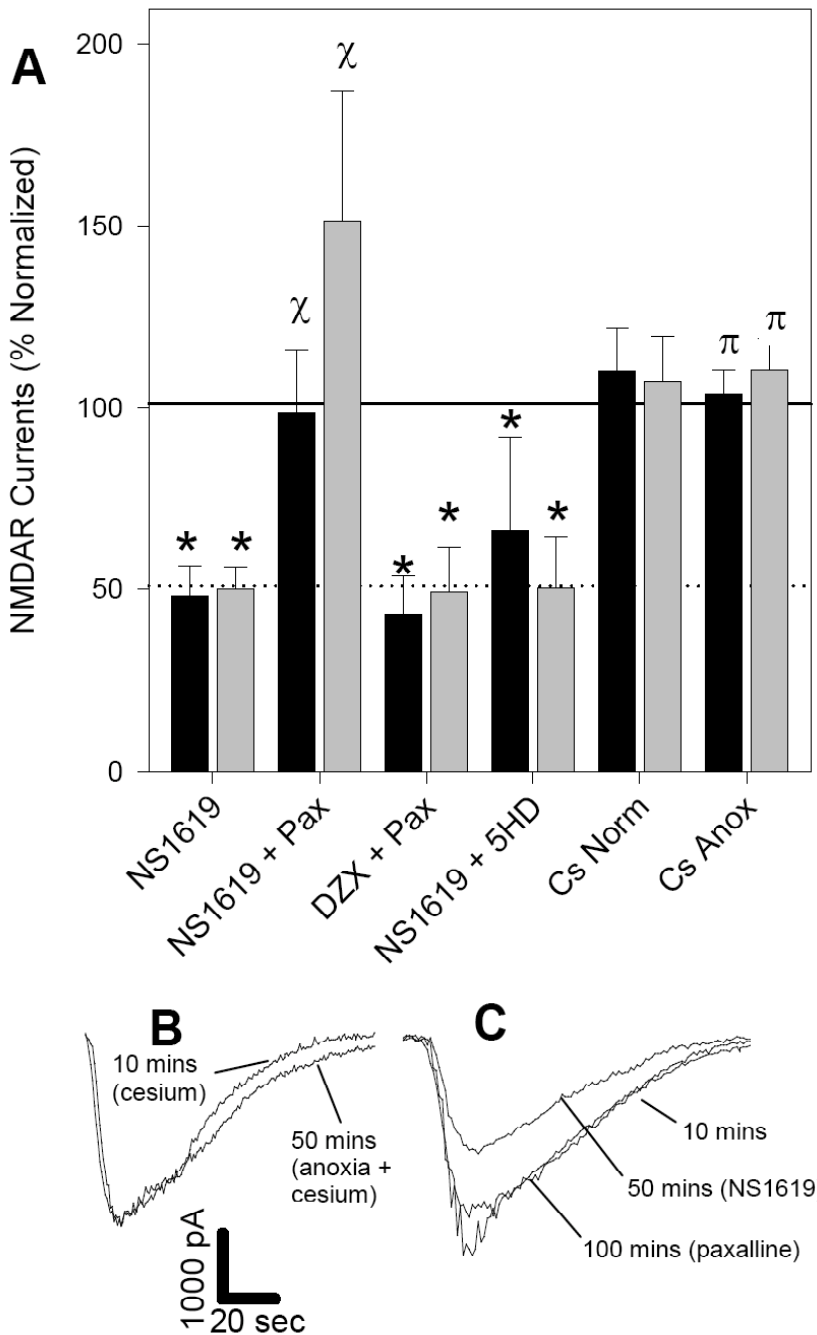 A
NMDAR Currents (% Normalized)
200
150
100
50
0
χ
χ
π
π
*
*
*
*
*
*
NS1619
NS1619 + Pax
DZX + Pax
NS1619 + 5HD
Cs Norm
Cs Anox
B
10 mins
(cesium)
50 mins
(anoxia +
cesium)
1000 pA
20 sec
C
10 mins
50 mins (NS1619
100 mins (paxalline)